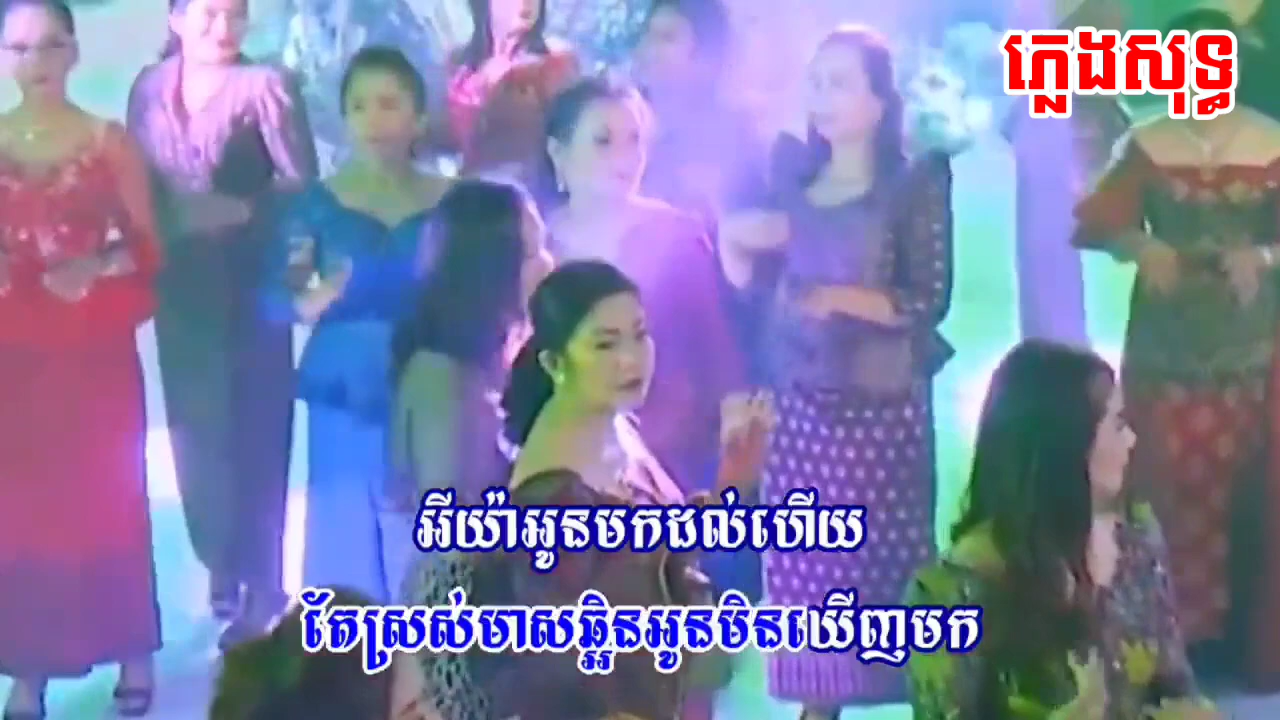 ភ្លេងសុទ្ធ
អីយ៉ាអូនមកដល់ហើយ
តែស្រស់មាសឆ្អិនអូនមិនឃើញមក